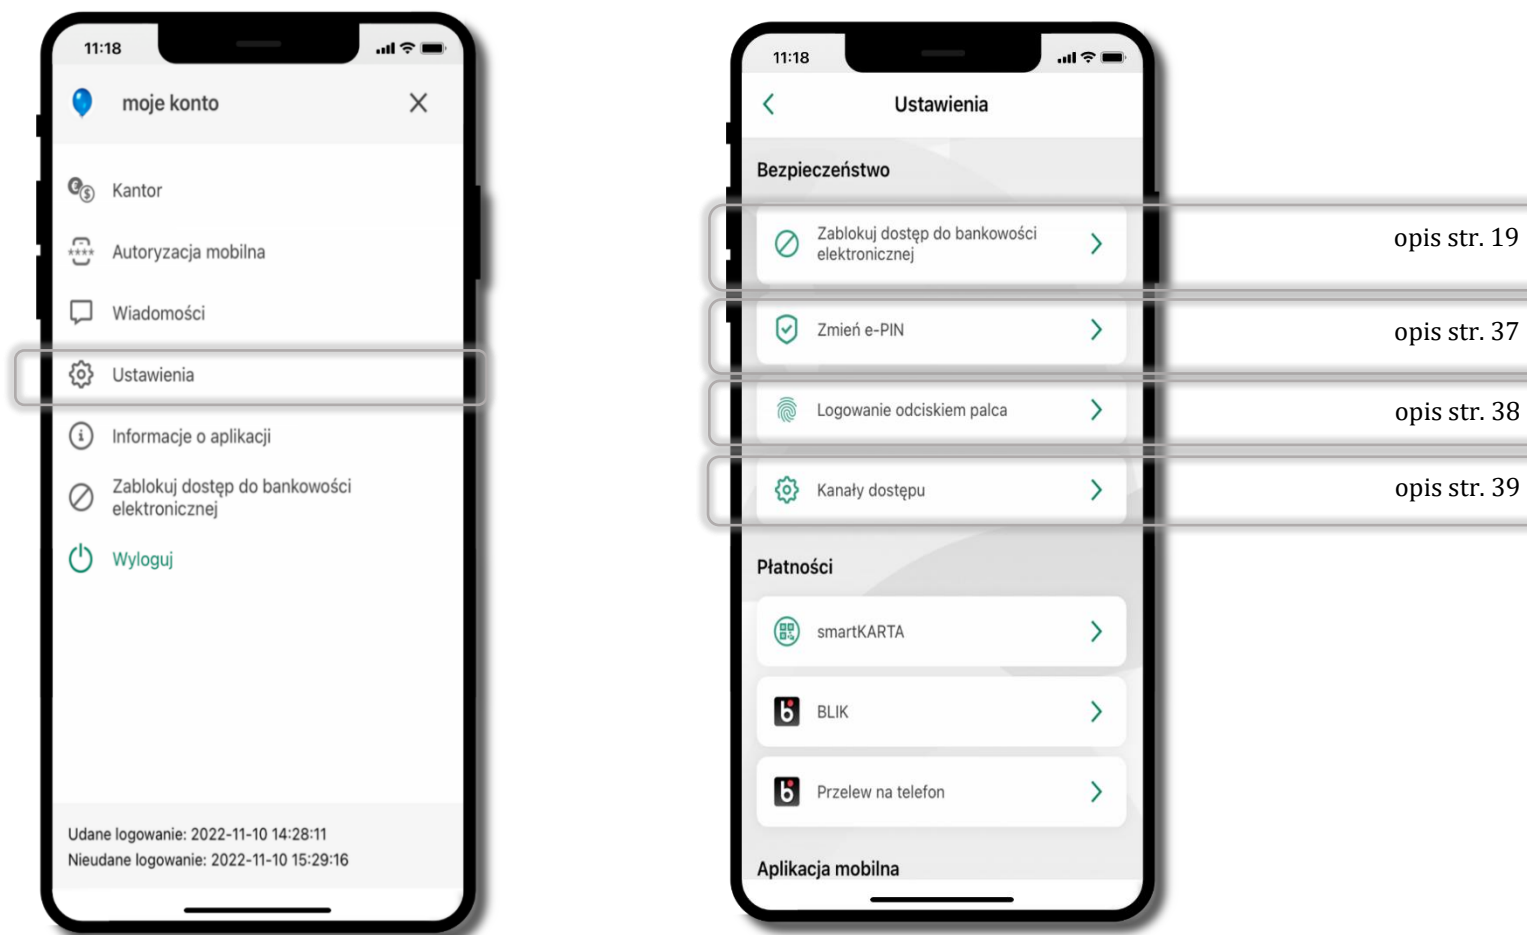 11:18
moje konto
Kantor
Autoryzacja mobilna
Wiadomości
Ustawienia
Informacje o aplikacji
Zablokuj dostęp do bankowości
elektronicznej
Wyloguj
Udane logowanie: 2022-11-10 14:28:11
Nieudane logowanie: 2022-11-10 15:29:16
11:18
Ustawienia
Bezpieczeństwo
Zablokuj dostęp do bankowości
elektronicznej
opis str. 19
Zmień e-PIN
opis str. 37
Logowanie odciskiem palca
opis str. 38
Kanały dostępu
opis str. 39
Płatności
smartKARTA
BLIK
Przelew na telefon
Aplikacja mobilna